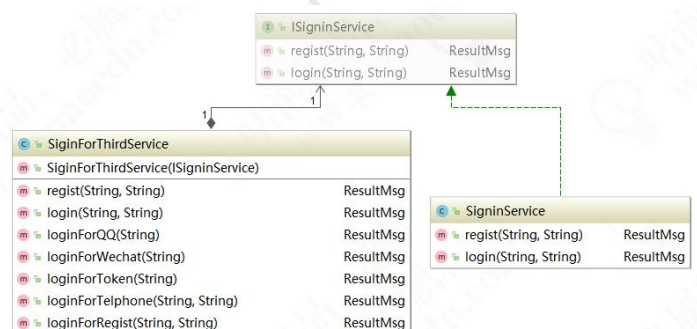 ISigninService
regist(String, String) ResultMsg
login(String, String) ResultMsg
1
1
SiginForThirdService
SiginForThirdService(ISigninService)
regist(String, String) ResultMsg
login(String, String) ResultMsg
loginForQQ(String) ResultMsg
loginForWechat(String) ResultMsg
loginForToken(String) ResultMsg
loginForTelphone(String, String) ResultMsg
loginForRegist(String, String) ResultMsg
SigninService
regist(String, String) ResultMsg
login(String, String) ResultMsg